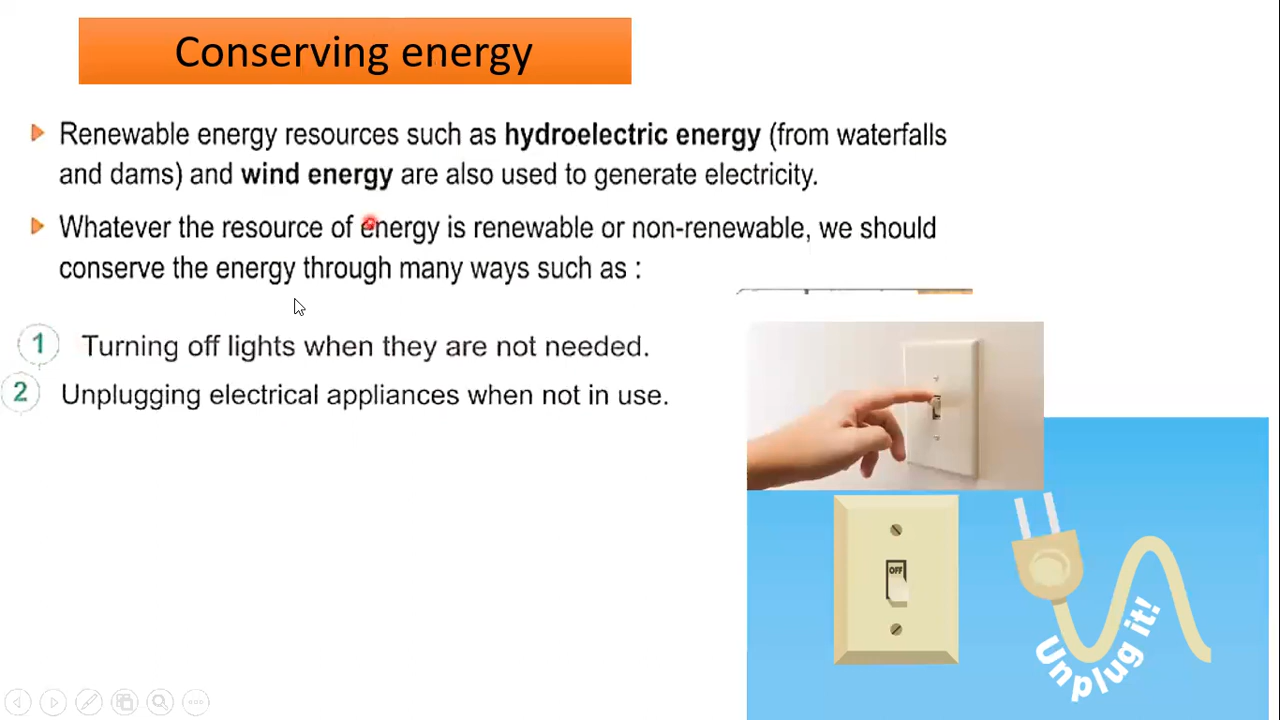 Conserving energy
Renewable energy resources such as hydroelectric energy (from waterfalls
and dams) and wind energy are also used to generate electricity.
Whatever the resource of energy is renewable or non-renewable, we should
conserve the energy through many ways such as :
1 Turning off lights when they are not needed.
2 Unplugging electrical appliances when not in use.
OFF
Unplug it!